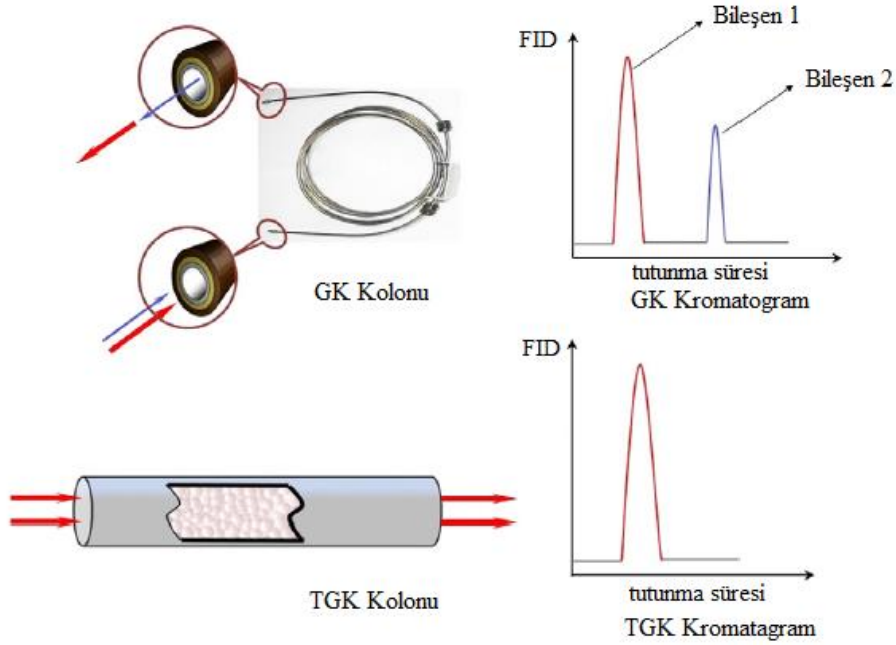 FID
Bileşen 1
Bileşen 2
tutunma süresi
GK Kromatogram
GK Kolonu
FID
tutunma süresi
TGK Kromatagram
TGK Kolonu